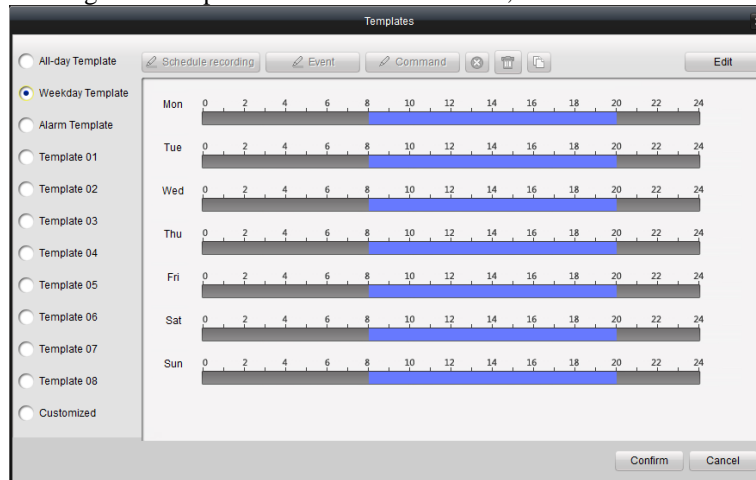 Templates
All-day Template
Schedule recording Event Command Edit
Weekday Template
Alarm Template
Template 01
Template 02
Template 03
Template 04
Template 05
Template 06
Template 07
Template 08
Customized
Mon 0 2 4 6 8 10 12 14 16 18 20 22 24
Tue 0 2 4 6 8 10 12 14 16 18 20 22 24
Wed 0 2 4 6 8 10 12 14 16 18 20 22 24
Thu 0 2 4 6 8 10 12 14 16 18 20 22 24
Fri 0 2 4 6 8 10 12 14 16 18 20 22 24
Sat 0 2 4 6 8 10 12 14 16 18 20 22 24
Sun 0 2 4 6 8 10 12 14 16 18 20 22 24
Confirm Cancel